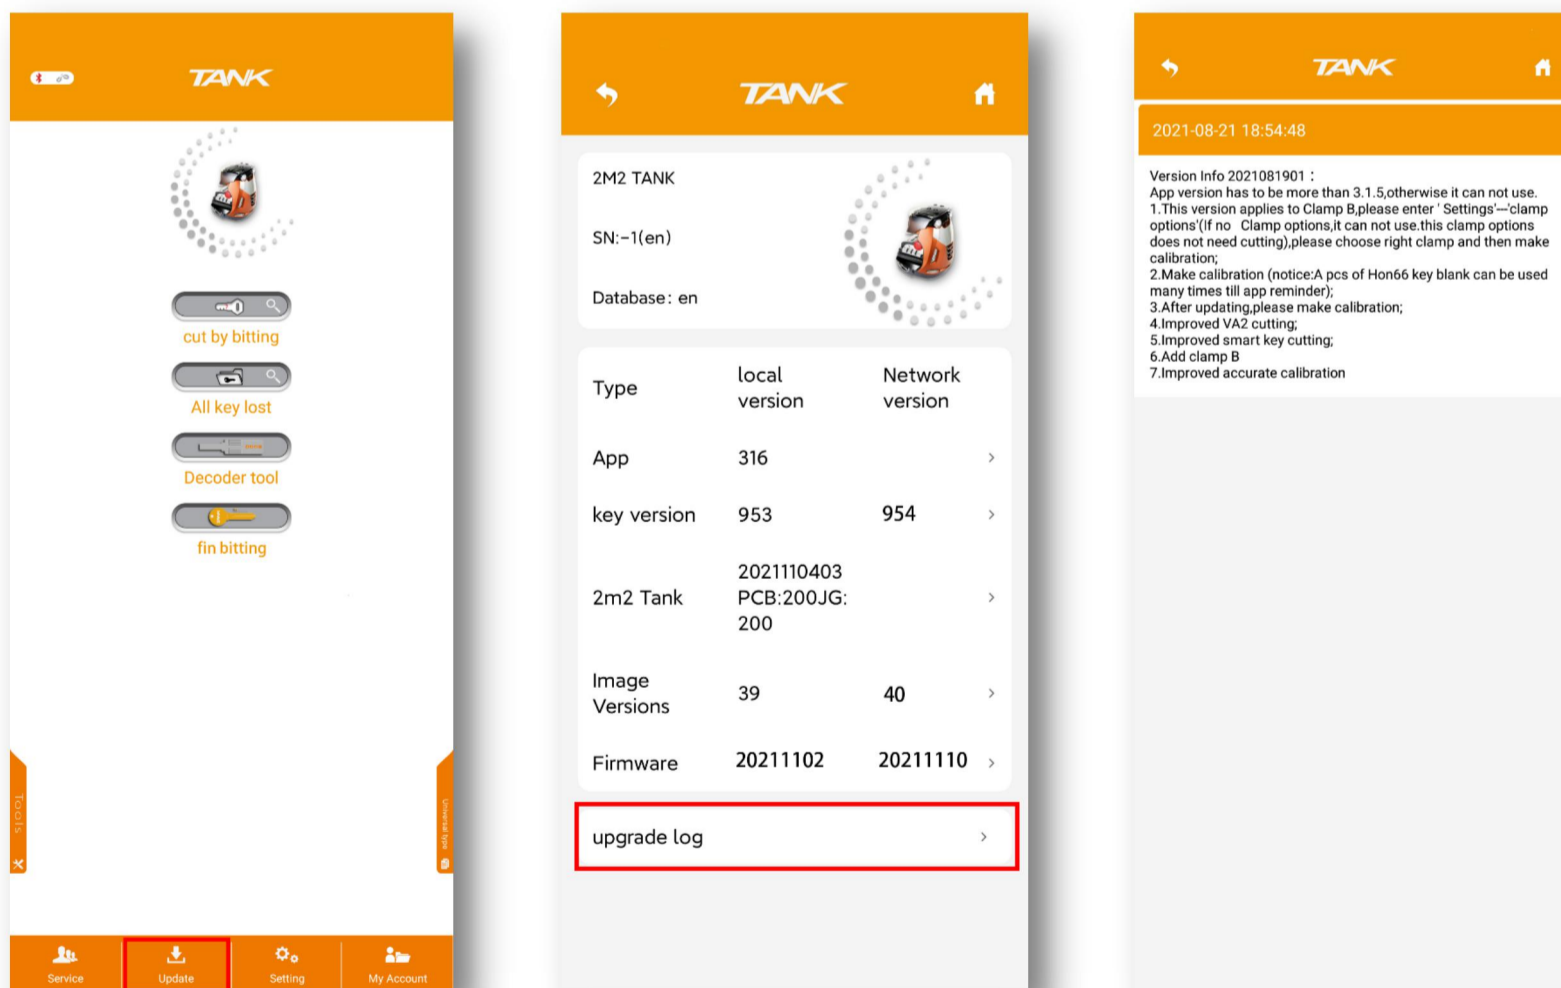 TANK
cut by bitting
All key lost
Decoder tool
fin bitting
Tools
Universal type
Service
Update
Setting
My Account
TANK
2M2 TANK
SN:-1(en)
Database: en
Type
local version
Network version
App
316
key version
953
954
2m2 Tank
2021110403
PCB:200JG:
200
Image
Versions
39
40
Firmware
20211102
20211110
upgrade log
TANK
2021-08-21 18:54:48
Version Info 2021081901：
App version has to be more than 3.1.5,otherwise it can not use.
1.This version applies to Clamp B,please enter ' Settings'—'clamp
options'(If no Clamp options,it can not use.this clamp options
does not need cutting),please choose right clamp and then make
calibration;
2.Make calibration (notice:A pcs of Hon66 key blank can be used
many times till app reminder);
3.After updating,please make calibration;
4.Improved VA2 cutting;
5.Improved smart key cutting;
6.Add clamp B
7.Improved accurate calibration